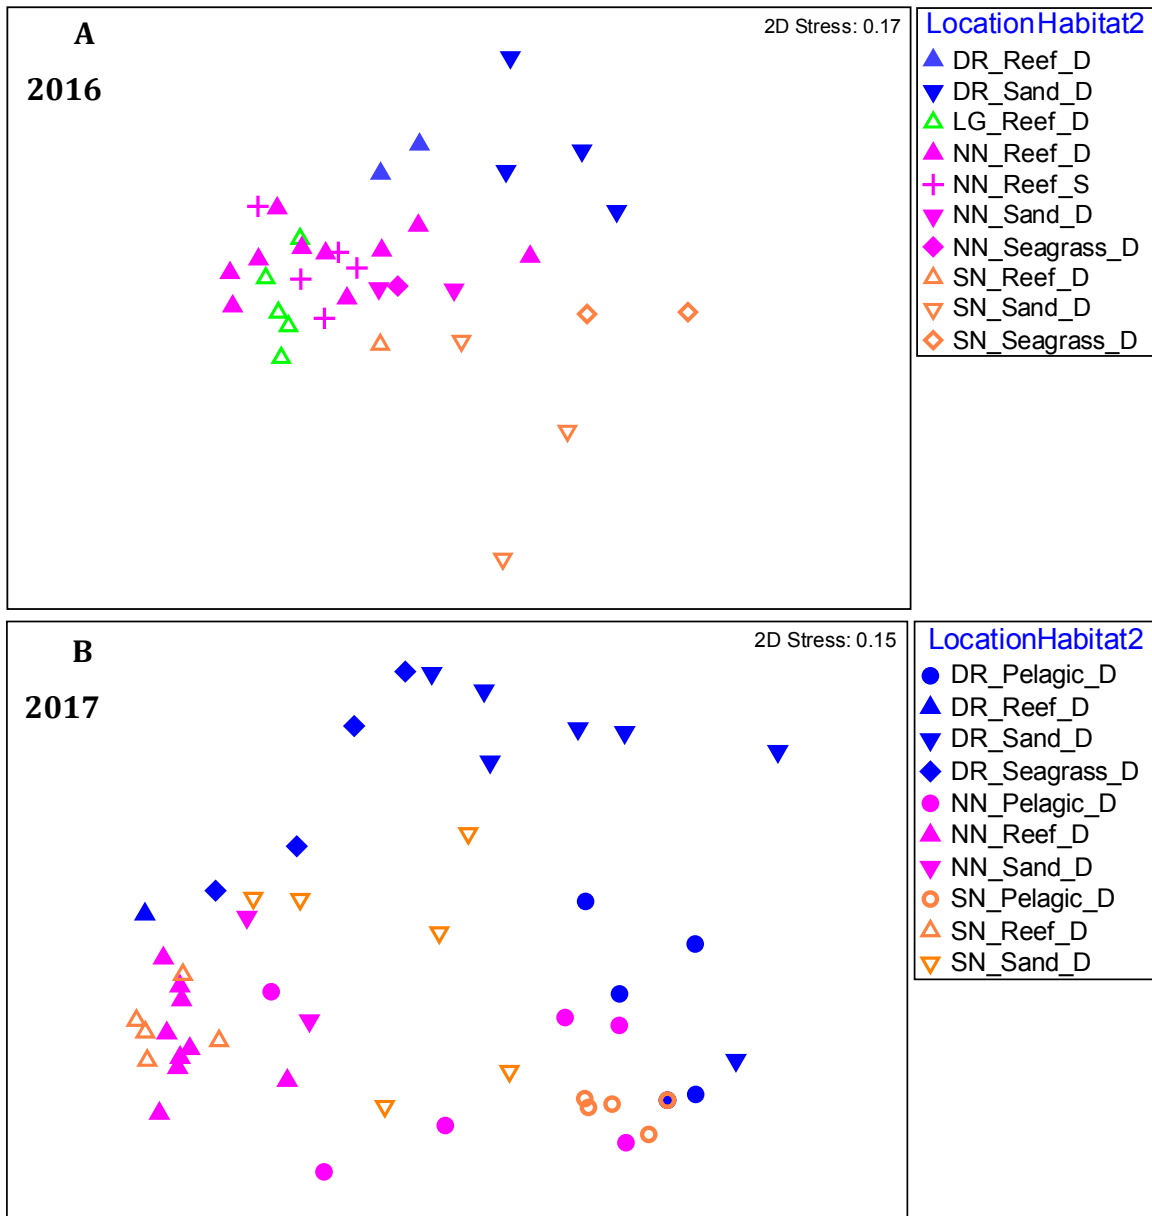 A
2016
2D Stress: 0.17
LocationHabitat2
DR_Reef_D
DR_Sand_D
LG_Reef_D
NN_Reef_D
NN_Reef_S
NN_Sand_D
NN_Seagrass_D
SN_Reef_D
SN_Sand_D
SN_Seagrass_D
B
2017
2D Stress: 0.15
LocationHabitat2
DR_Pelagic_D
DR_Reef_D
DR_Sand_D
DR_Seagrass_D
NN_Pelagic_D
NN_Reef_D
NN_Sand_D
SN_Pelagic_D
SN_Reef_D
SN_Sand_D